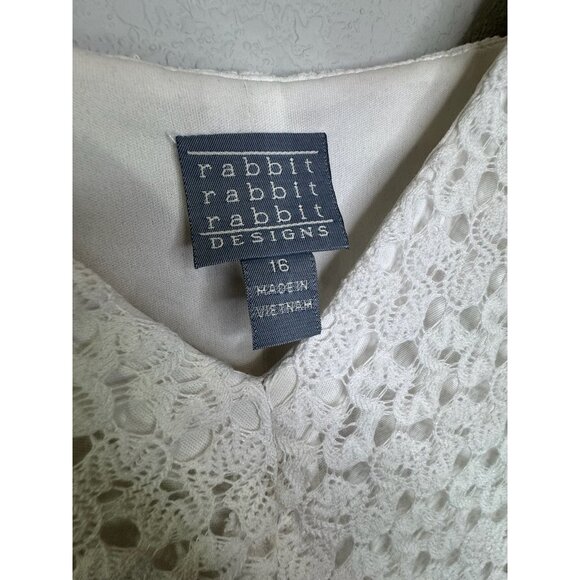 rabbit
rabbit
rabbit
DESIGNS
16
MADE IN
VIETNAM